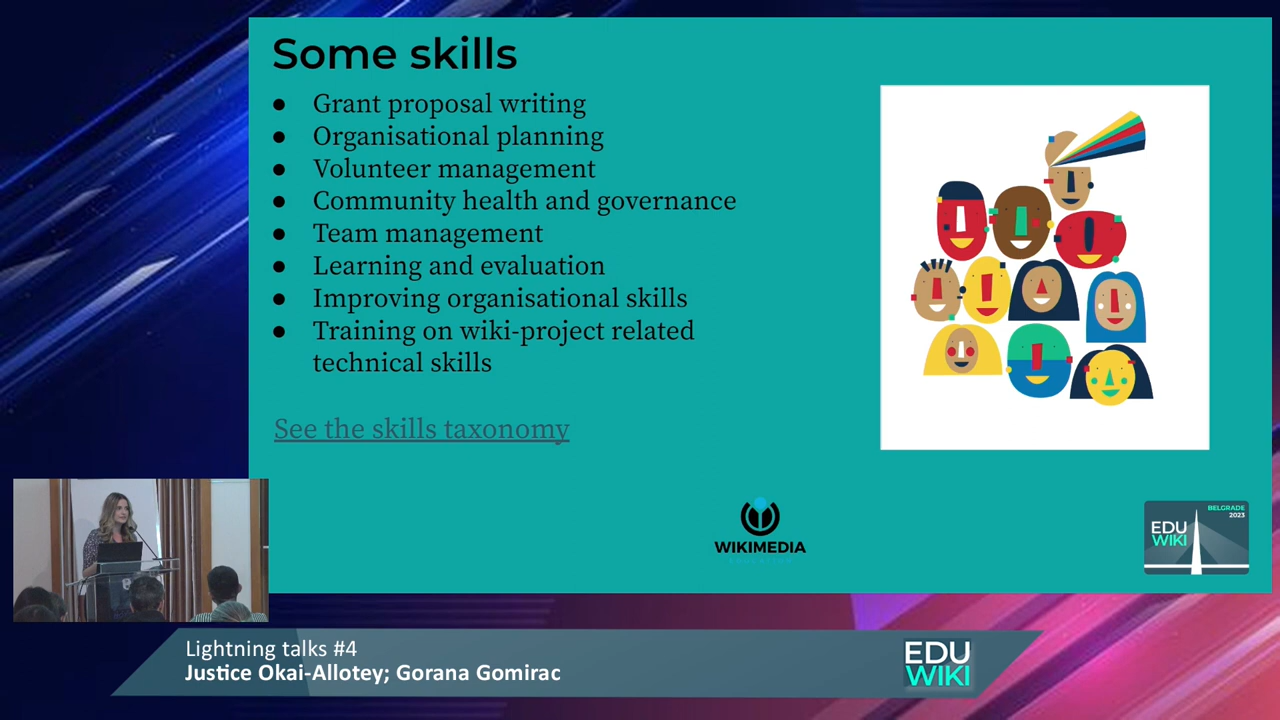 Some skills
● Grant proposal writing
● Organisational planning
● Volunteer management
● Community health and governance
● Team management
● Learning and evaluation
● Improving organisational skills
● Training on wiki-project related
technical skills
See the skills taxonomy
WIKIMEDIA
BELGRADE
2023
EDU
WIKI
Lightning talks #4
Justice Okai-Allotey; Gorana Gomirac
EDU
WIKI